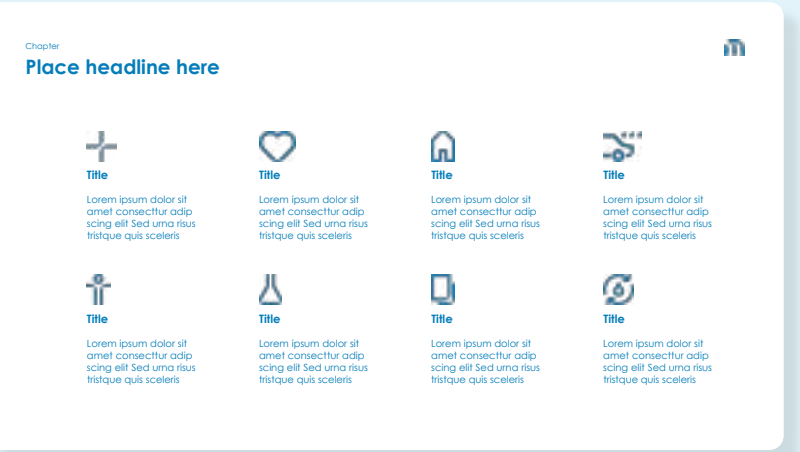 Chapter
Place headline here
m
Title
Lorem ipsum dolor sit
amet consecttur adip
scing elit Sed urna risus
tristque quis sceleris
Title
Lorem ipsum dolor sit
amet consecttur adip
scing elit Sed urna risus
tristque quis sceleris
Title
Lorem ipsum dolor sit
amet consecttur adip
scing elit Sed urna risus
tristque quis sceleris
Title
Lorem ipsum dolor sit
amet consecttur adip
scing elit Sed urna risus
tristque quis sceleris
Title
Lorem ipsum dolor sit
amet consecttur adip
scing elit Sed urna risus
tristque quis sceleris
Title
Lorem ipsum dolor sit
amet consecttur adip
scing elit Sed urna risus
tristque quis sceleris
Title
Lorem ipsum dolor sit
amet consecttur adip
scing elit Sed urna risus
tristque quis sceleris
Title
Lorem ipsum dolor sit
amet consecttur adip
scing elit Sed urna risus
tristque quis sceleris